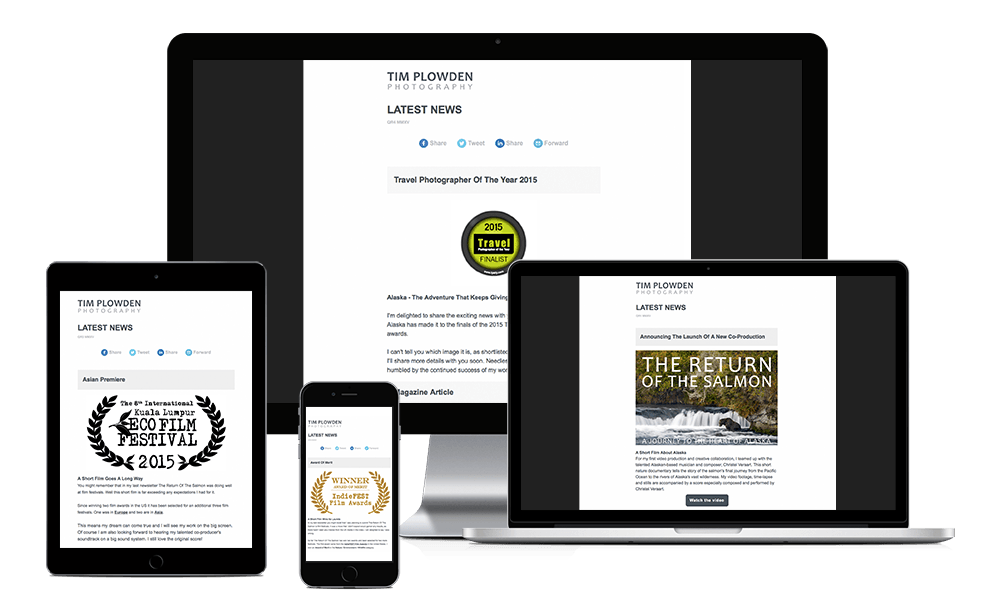 TIM PLOWDEN
PHOTOGRAPHY
LATEST NEWS
Share Tweet Share Forward
Travel Photographer Of The Year 2015
2015
Travel
Photographer of the Year
FINALIST
Alaska - The Adventure That Keeps Giving
I'm delighted to share the exciting news with
Alaska has made it to the finals of the 2015 T
awards.
I can't tell you which image it is, as shortliste
I'll share more details with you soon. Needle
humbled by the continued success of my wor
Magazine Article
TIM PLOWDEN
PHOTOGRAPHY
LATEST NEWS
Share Tweet Share Forward
Asian Premiere
The 8th International
Kuala Lumpur
ECO FILM
FESTIVAL
2015
A Short Film Goes A Long Way
You might remember that in my last newsletter The Return Of The Salmon was doing well
at film festivals. Well this short film is far exceeding any expectations I had for it.
Since winning two film awards in the US it has been selected for an additional three film
festivals. One was in Europe and two are in Asia.
This means my dream can come true and I will see my work on the big screen.
Of course I am also looking forward to hearing my talented co-producer's
soundtrack on a big sound system. I still love the original score!
TIM PLOWDEN
PHOTOGRAPHY
LATEST NEWS
Award Of Merit
WINNER
AWARD OF MERIT
IndieFEST
Film Awards
TIM PLOWDEN
PHOTOGRAPHY
LATEST NEWS
Announcing The Launch Of A New Co-Production
THE RETURN
OF THE SALMON
A JOURNEY TO THE HEART OF ALASKA
A Short Film About Alaska
For my first video production and creative collaboration, I teamed up with the
talented Alaskan-based musician and composer, Christel Veraart. This short
nature documentary tells the story of the salmon's final journey from the Pacific
Ocean to the rivers of Alaska's vast wilderness. My video footage, time-lapse
and stills are accompanied by a score especially composed and performed by
Christel Veraart.
Watch the video